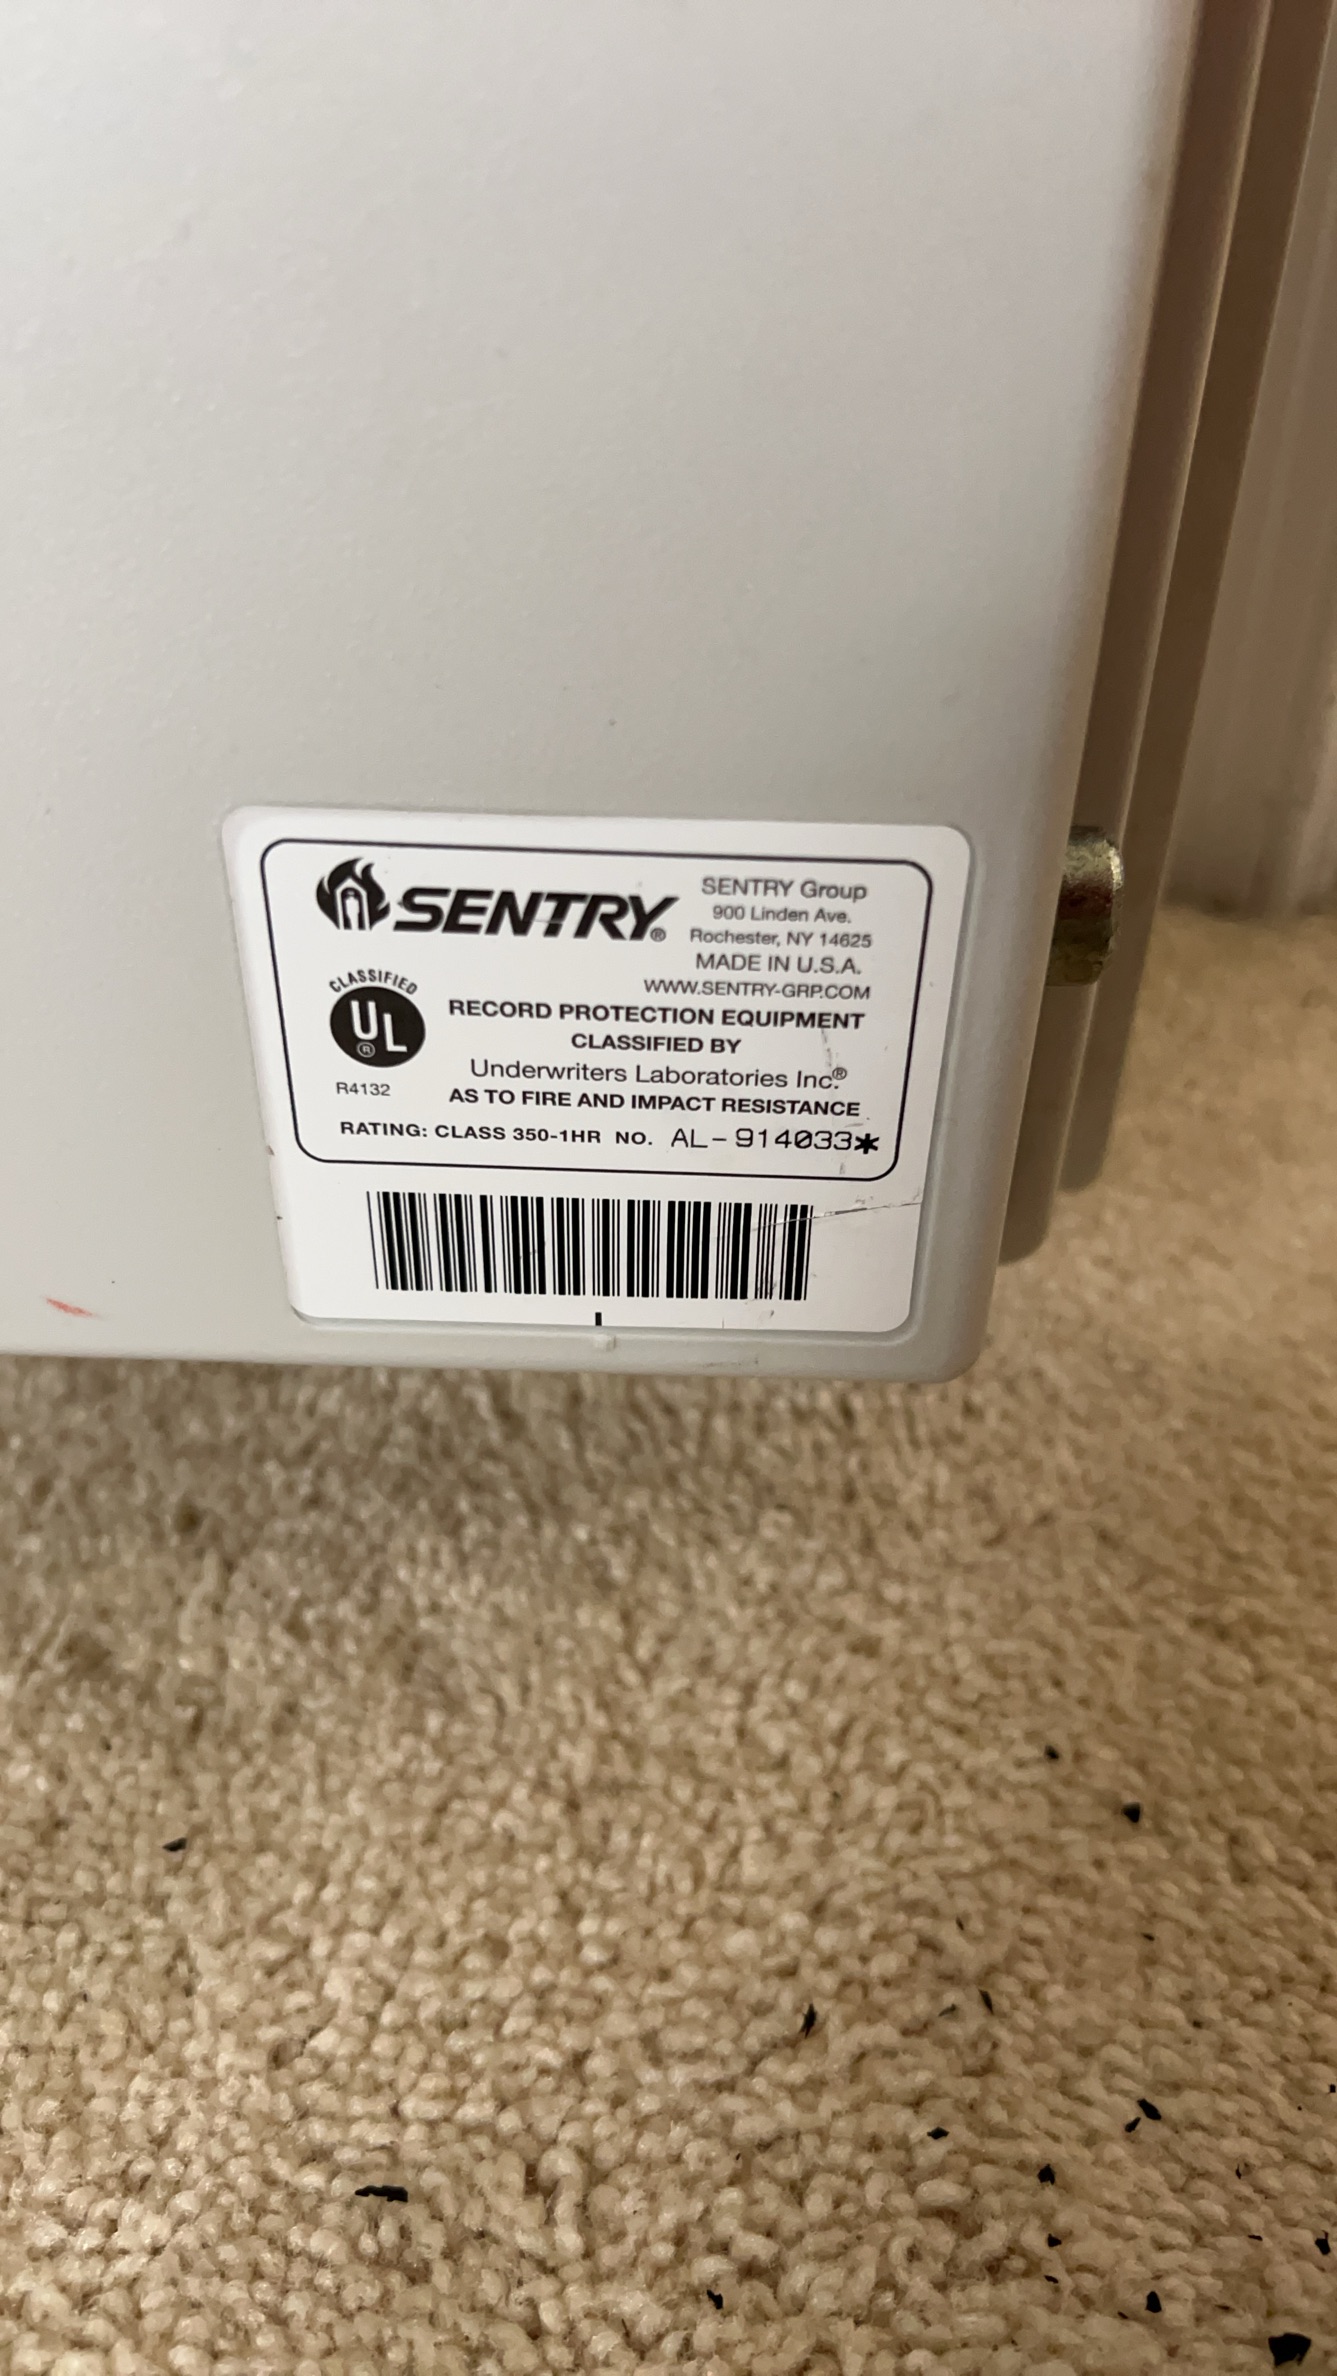 SENTRY®
SENTRY Group
900 Linden Ave.
Rochester, NY 14625
MADE IN U.S.A.
WWW.SENTRY-GRP.COM
CLASSIFIED
UL®
R4132
RECORD PROTECTION EQUIPMENT
CLASSIFIED BY
Underwriters Laboratories Inc.®
AS TO FIRE AND IMPACT RESISTANCE
RATING: CLASS 350-1HR NO. AL-914033*